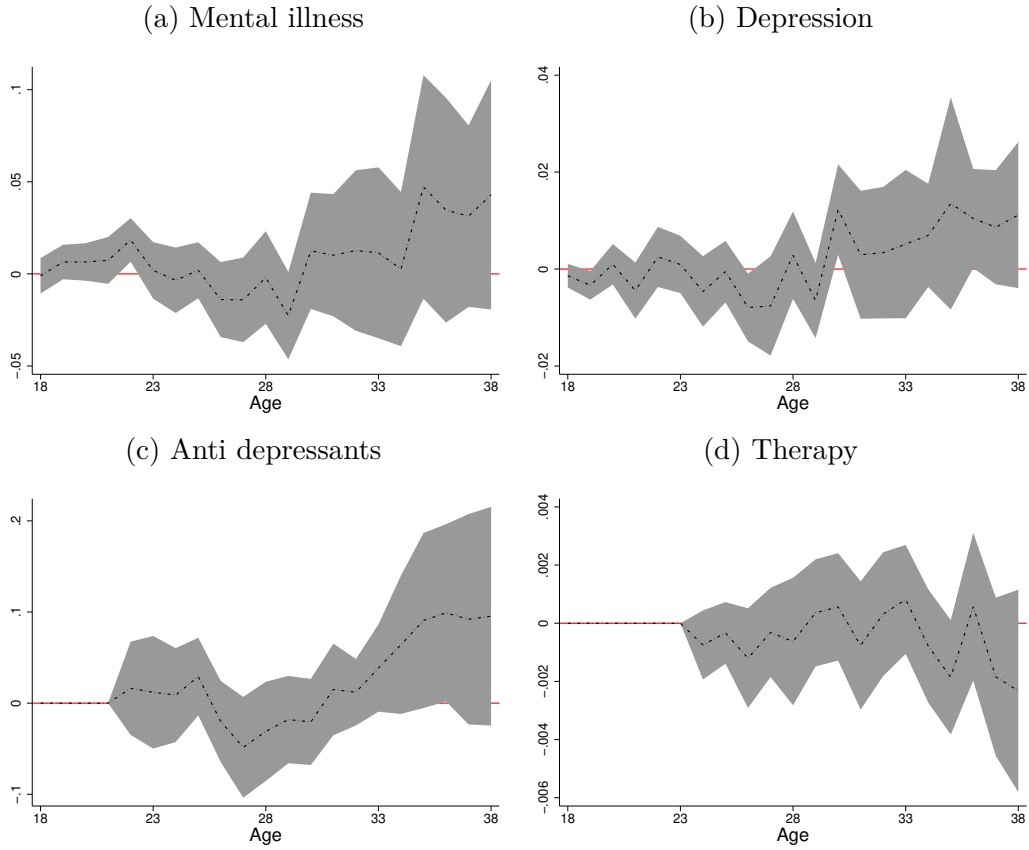 (a) Mental illness
.1
.05
0
-.05
18 23 28 33 38
Age
(b) Depression
.04
.02
0
-.02
18 23 28 33 38
Age
(c) Anti depressants
.2
.1
0
-.1
18 23 28 33 38
Age
(d) Therapy
.004
.002
0
-.002
-.004
-.006
18 23 28 33 38
Age